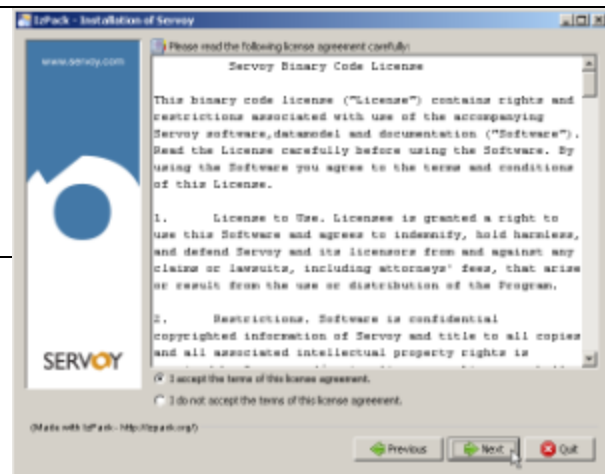 IzPack - Installation of Servoy
www.servoy.com
Please read the following license agreement carefully:
Servoy Binary Code License
This binary code license ("License") contains rights and
restrictions associated with use of the accompanying
Servoy software,datamodel and documentation ("Software").
Read the License carefully before using the Software. By
using the Software you agree to the terms and conditions
of this License.
1. License to Use. Licensee is granted a right to
use this Software and agrees to indemnify, hold harmless,
and defend Servoy and its licensors from and against any
claims or lawsuits, including attorneys' fees, that arise
or result from the use or distribution of the Program.
2. Restrictions. Software is confidential
copyrighted information of Servoy and title to all copies
and all associated intellectual property rights is
SERVOY
I accept the terms of this license agreement.
I do not accept the terms of this license agreement.
(Made with IzPack - http://izpack.org/)
Previous
Next
Quit